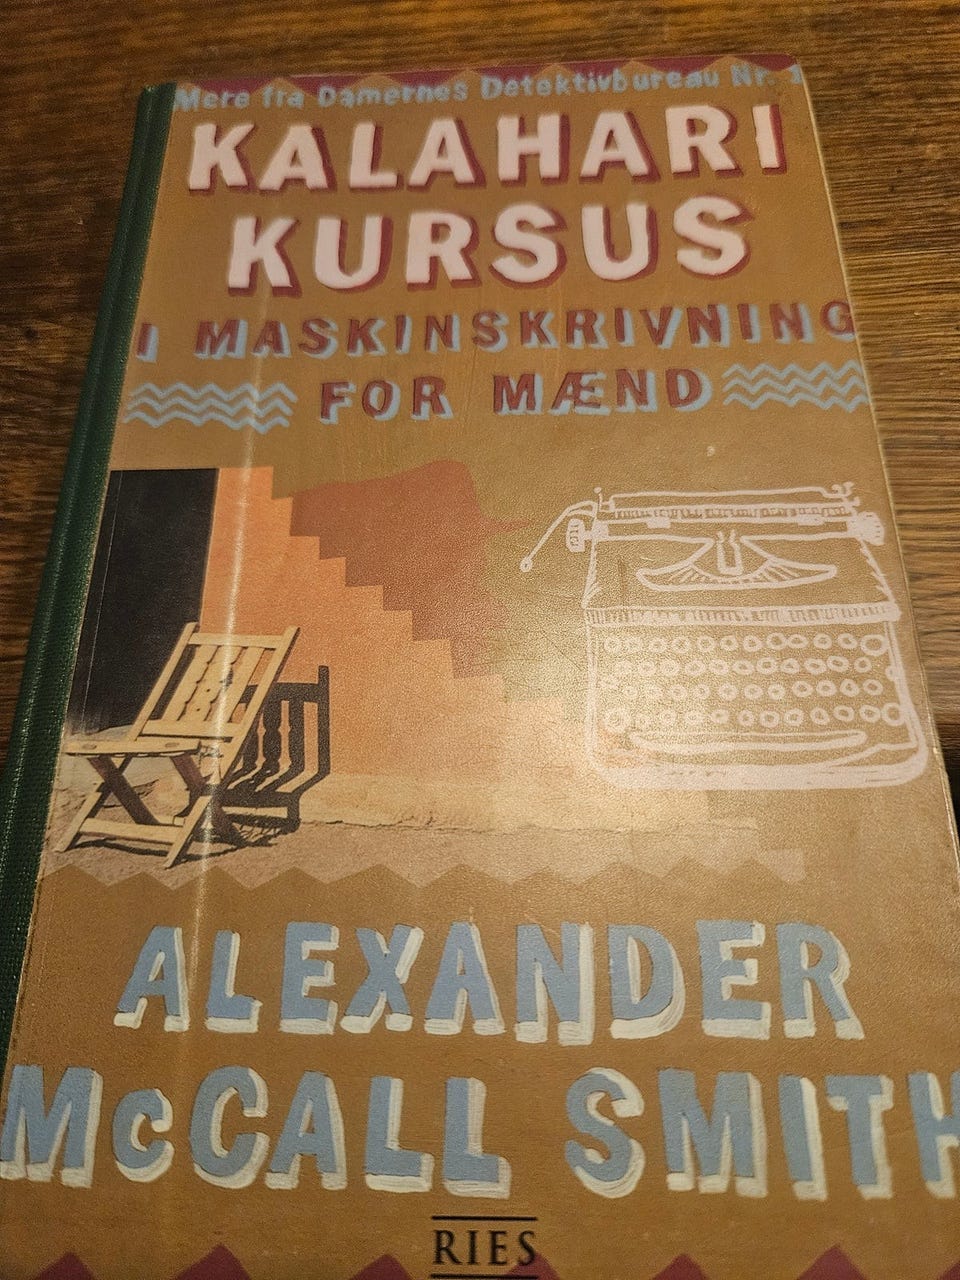 Mere fra Damernes Detektivbureau Nr. 1
KALAHARI
KURSUS
I MASKINSKRIVNING
FOR MÆND
ALEXANDER
McCALL SMITH
RIES